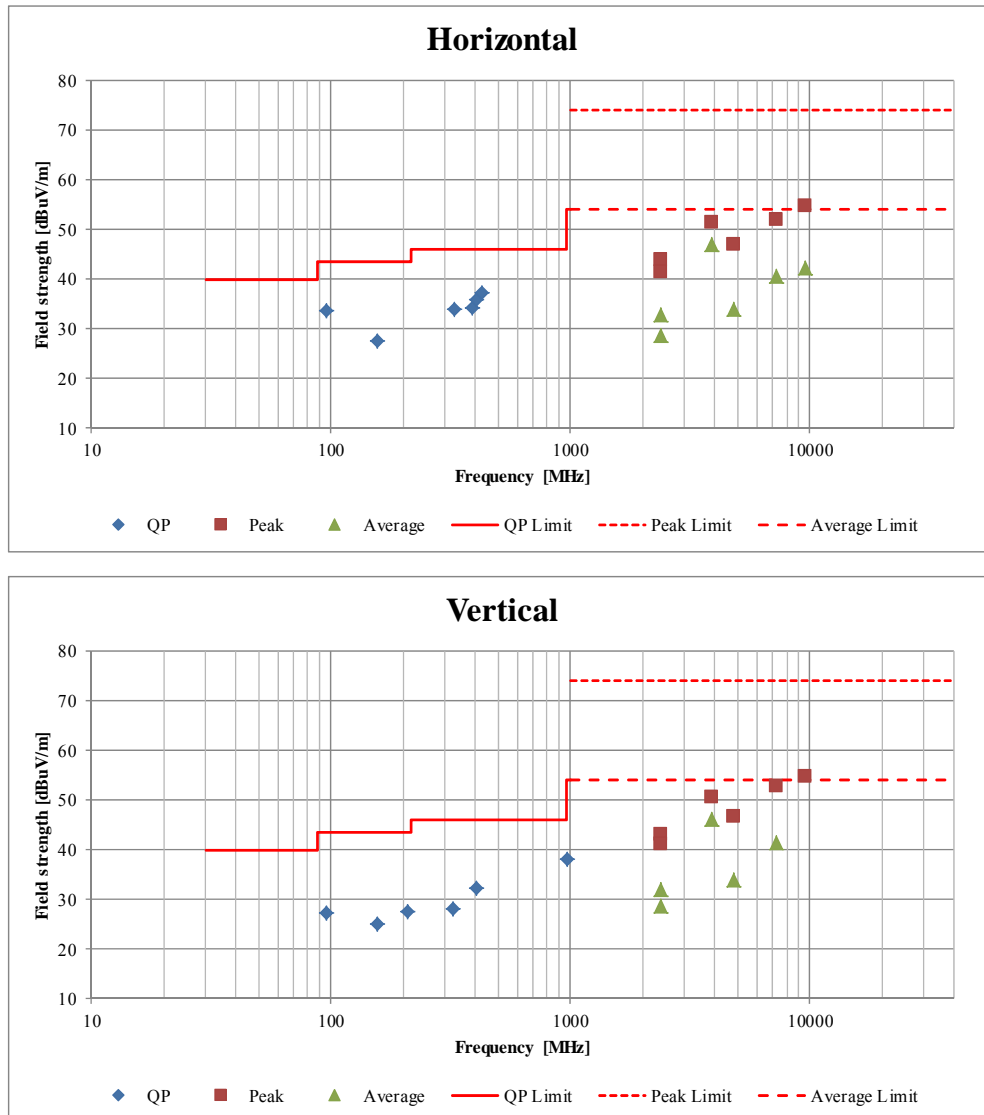 Horizontal
80
70
60
50
40
30
20
10
Field strength [dBuV/m]
10 100 1000 10000
Frequency [MHz]
QP Peak Average QP Limit Peak Limit Average Limit
Vertical
80
70
60
50
40
30
20
10
Field strength [dBuV/m]
10 100 1000 10000
Frequency [MHz]
QP Peak Average QP Limit Peak Limit Average Limit